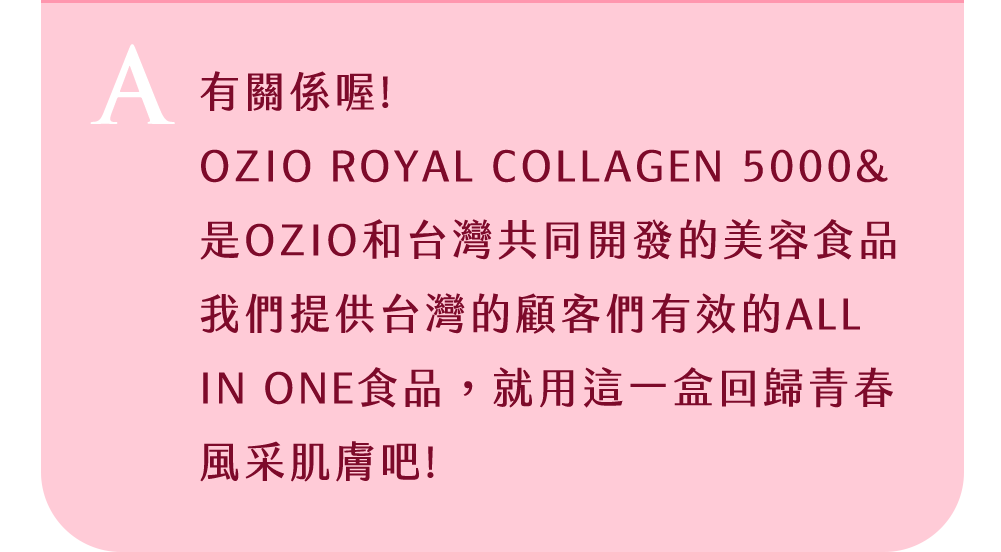 A
有關係喔!
OZIO ROYAL COLLAGEN 5000&
是OZIO和台灣共同開發的美容食品
我們提供台灣的顧客們有效的ALL
IN ONE食品，就用這一盒回歸青春
風采肌膚吧!